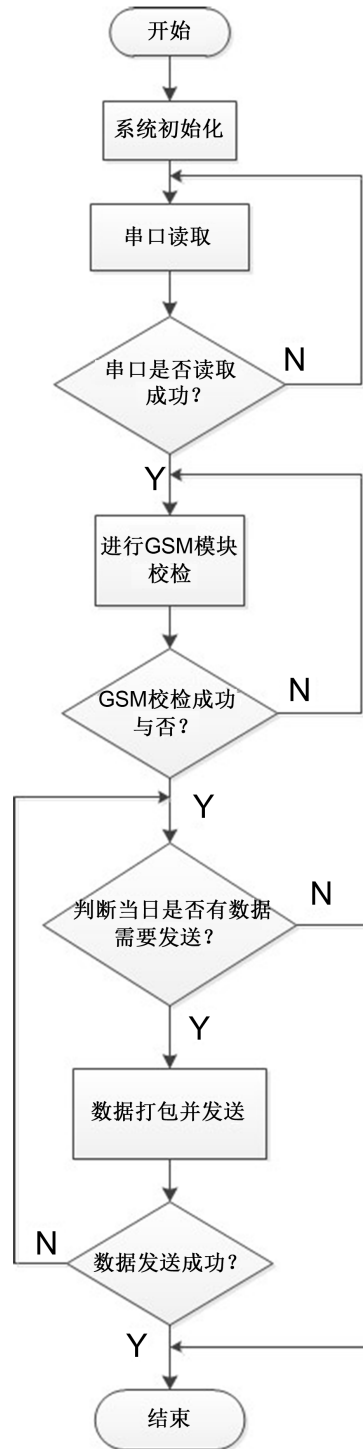 开始
系统初始化
串口读取
串口是否读取
成功？
N
Y
进行GSM模块
校检
GSM校检成功
与否？
N
Y
判断当日是否有数据
需要发送？
N
Y
数据打包并发送
数据发送成功？
N
Y
结束